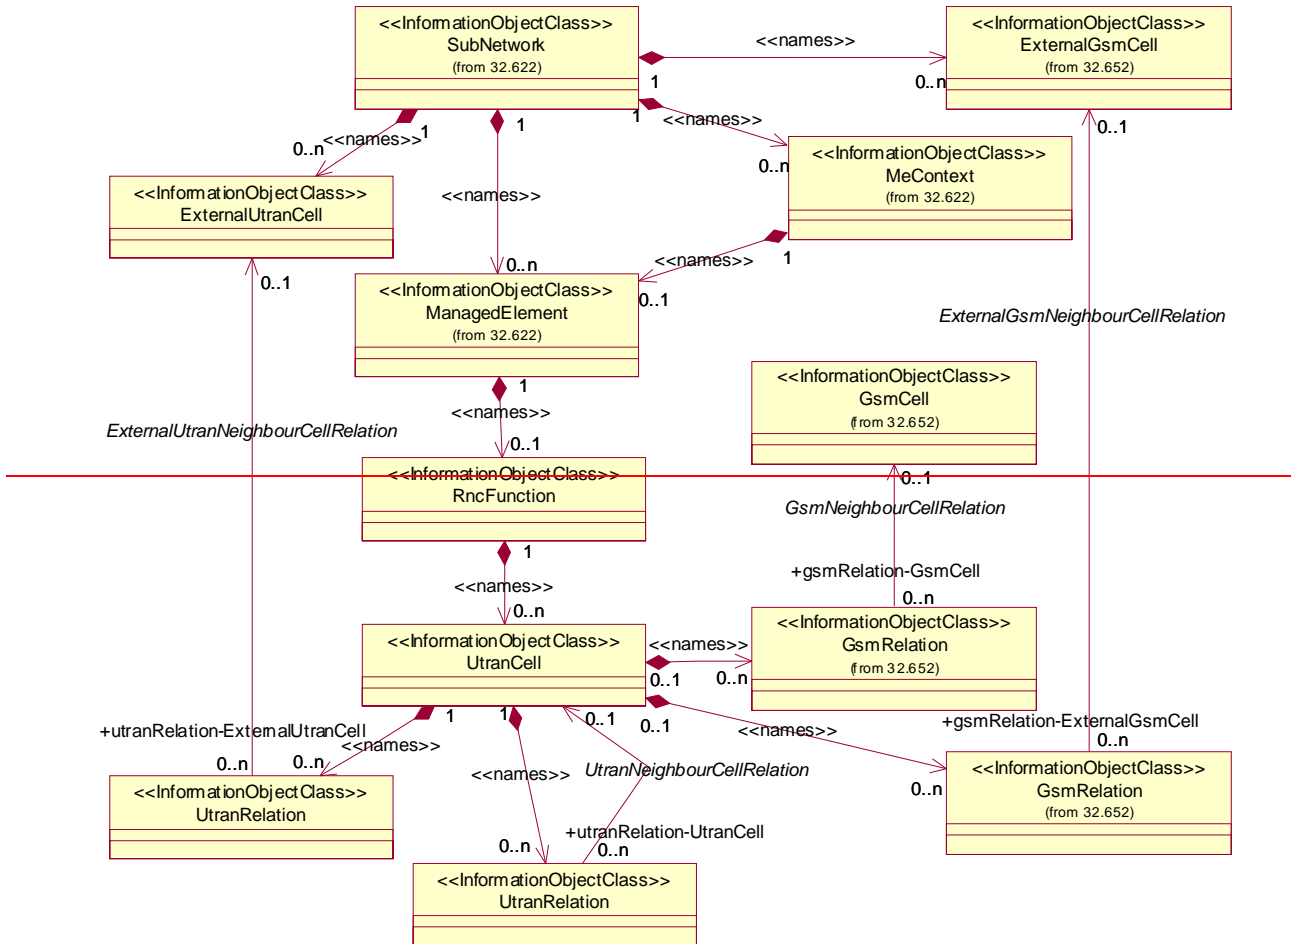 <<InformationObjectClass>>
SubNetwork
(from 32.622)
<<names>>
1
0..n
<<InformationObjectClass>>
ExternalGsmCell
(from 32.652)
1
<<names>>
0..n
1
<<names>>
0..n
1
<<names>>
0..n
<<InformationObjectClass>>
MeContext
(from 32.622)
<<InformationObjectClass>>
ExternalUtranCell
0..1
0..1
1
<<names>>
0..1
<<InformationObjectClass>>
ManagedElement
(from 32.622)
ExternalGsmNeighbourCellRelation
1
<<names>>
0..1
<<InformationObjectClass>>
GsmCell
(from 32.652)
ExternalUtranNeighbourCellRelation
<<InformationObjectClass>>
RncFunction
0..1
GsmNeighbourCellRelation
1
<<names>>
0..n
+gsmRelation-GsmCell
0..n
<<InformationObjectClass>>
UtranCell
<<names>>
0..1
0..n
<<InformationObjectClass>>
GsmRelation
(from 32.652)
1
1
0..1
0..1
+utranRelation-ExternalUtranCell
<<names>>
0..n
0..n
<<names>>
UtranNeighbourCellRelation
<<names>>
0..n
+gsmRelation-ExternalGsmCell
0..n
<<InformationObjectClass>>
UtranRelation
<<InformationObjectClass>>
GsmRelation
(from 32.652)
+utranRelation-UtranCell
0..n
0..n
<<InformationObjectClass>>
UtranRelation